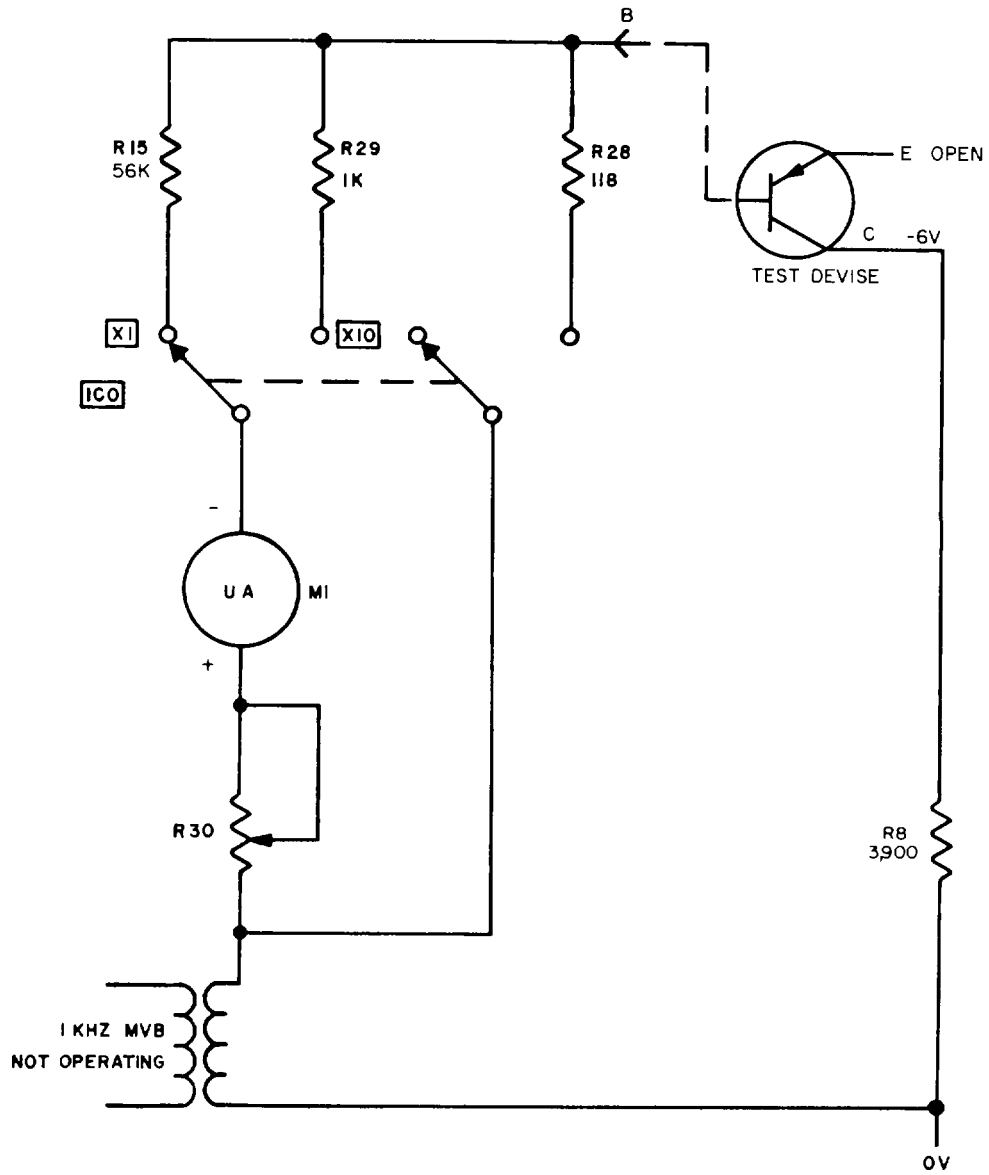 B
R15
56K
R29
1K
R28
118
E OPEN
C -6V
TEST DEVISE
X1
X10
ICO
-
UA
M1
+
R30
R8
3,900
1 KHZ MVB
NOT OPERATING
0V